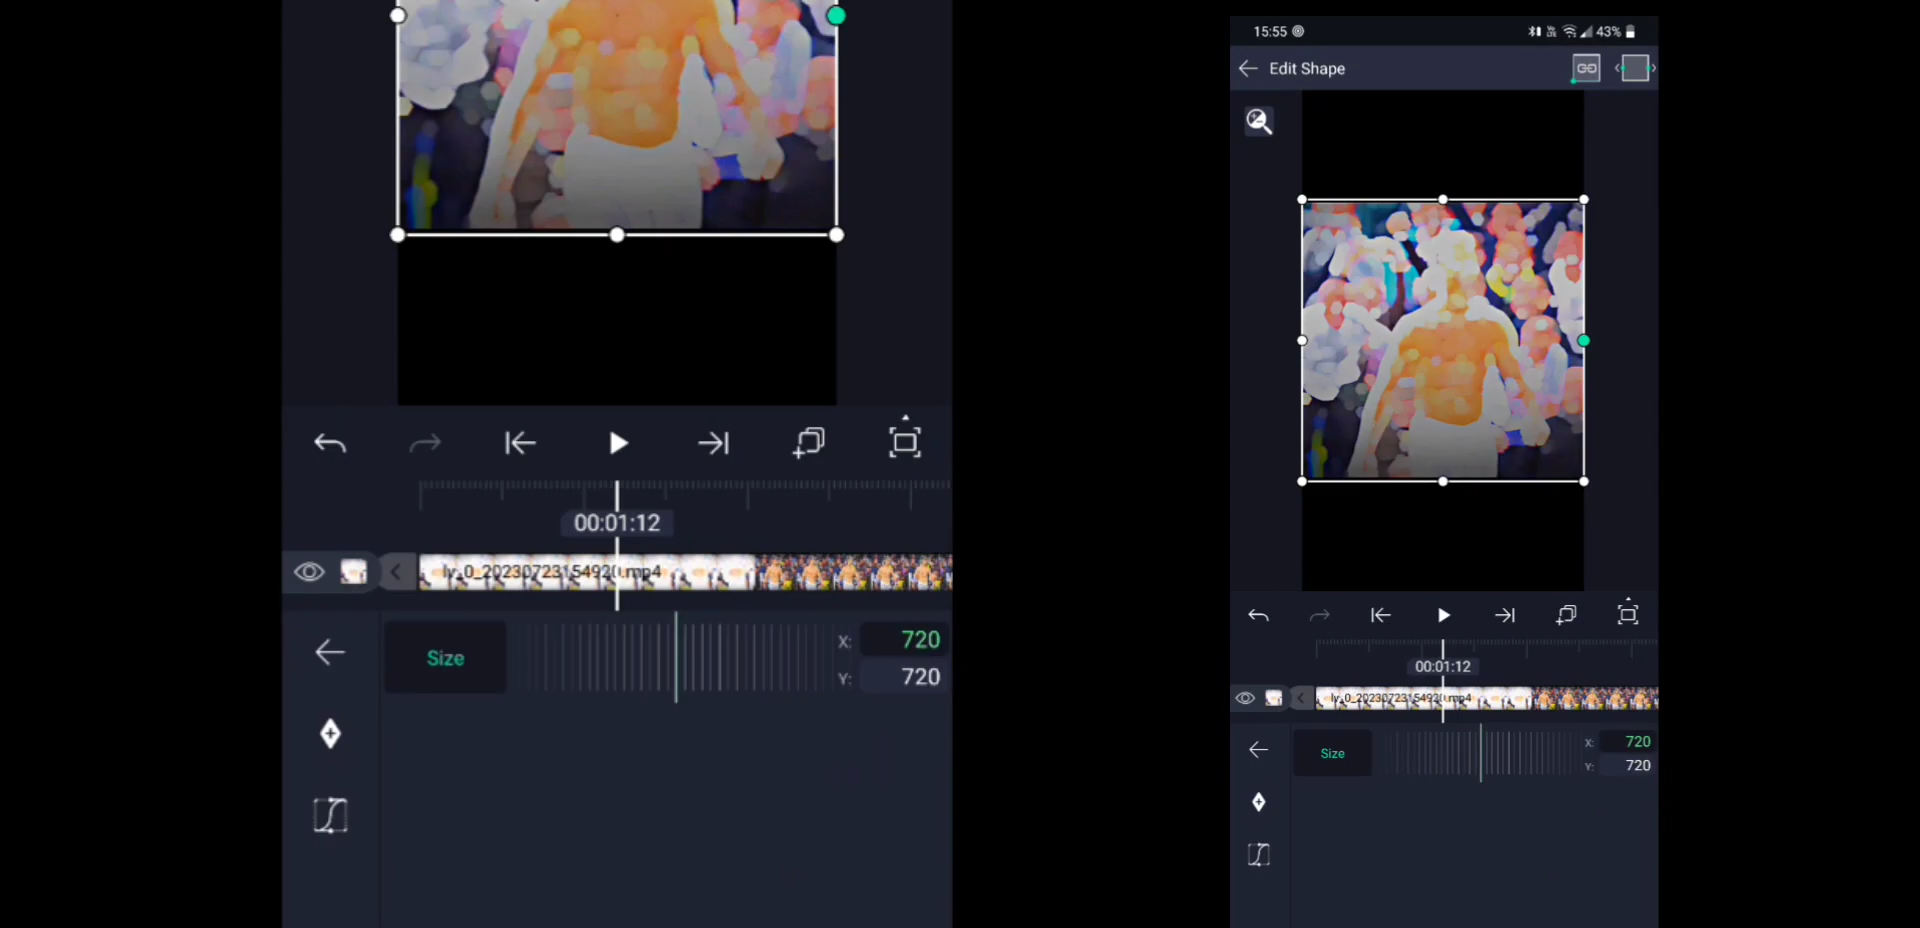 00:01:12
ly_0_20230723154920.mp4
Size
X: 720
Y: 720
15:55
43%
Edit Shape
00:01:12
ly_0_20230723154920.mp4
Size
X: 720
Y: 720